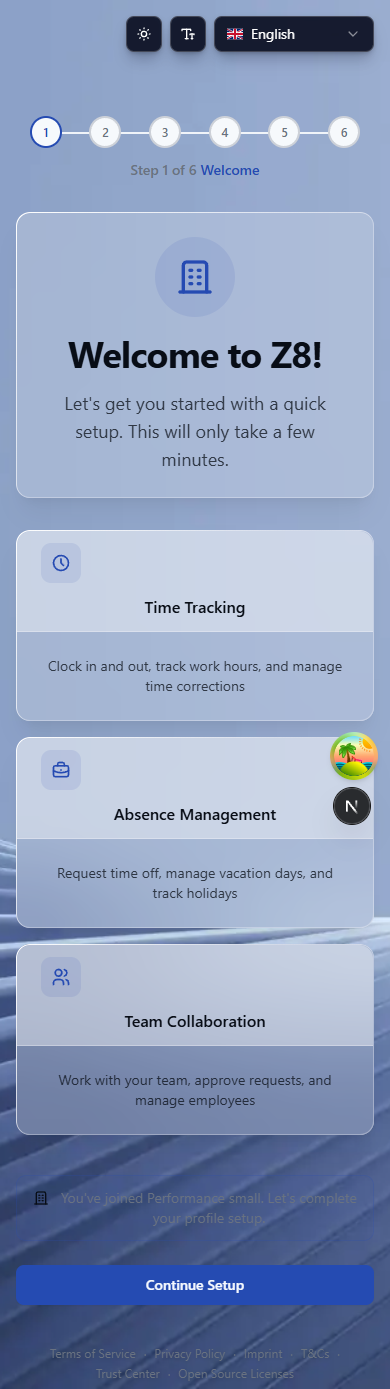 English
1 2 3 4 5 6
Step 1 of 6 Welcome
Welcome to Z8!
Let's get you started with a quick
setup. This will only take a few
minutes.
Time Tracking
Clock in and out, track work hours, and manage
time corrections
Absence Management
Request time off, manage vacation days, and
track holidays
Team Collaboration
Work with your team, approve requests, and
manage employees
You've joined Performance small. Let's complete
your profile setup.
Continue Setup
Terms of Service · Privacy Policy · Imprint · T&Cs ·
Trust Center · Open Source Licenses